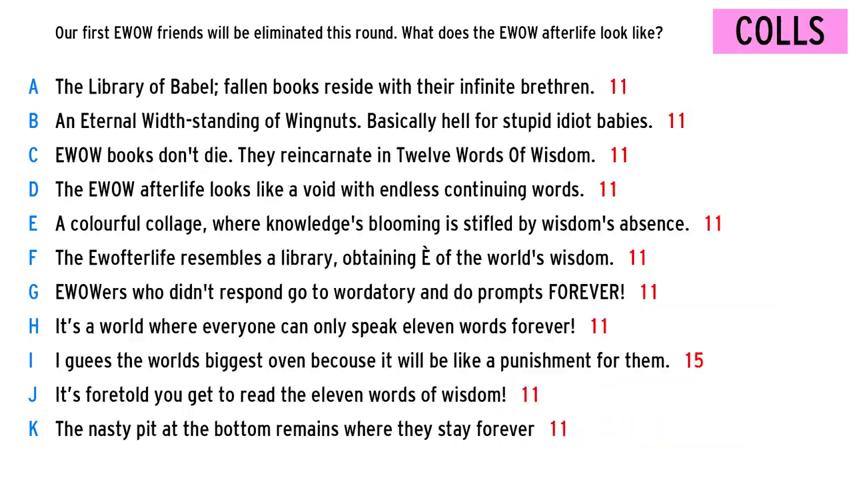 Our first EWOW friends will be eliminated this round. What does the EWOW afterlife look like?
COLLS
A The Library of Babel; fallen books reside with their infinite brethren. 11
B An Eternal Width-standing of Wingnuts. Basically hell for stupid idiot babies. 11
C EWOW books don't die. They reincarnate in Twelve Words Of Wisdom. 11
D The EWOW afterlife looks like a void with endless continuing words. 11
E A colourful collage, where knowledge's blooming is stifled by wisdom's absence. 11
F The Ewofterlife resembles a library, obtaining È of the world's wisdom. 11
G EWOWers who didn't respond go to wordatory and do prompts FOREVER! 11
H It's a world where everyone can only speak eleven words forever! 11
I I guees the worlds biggest oven becouse it will be like a punishment for them. 15
J It's foretold you get to read the eleven words of wisdom! 11
K The nasty pit at the bottom remains where they stay forever 11